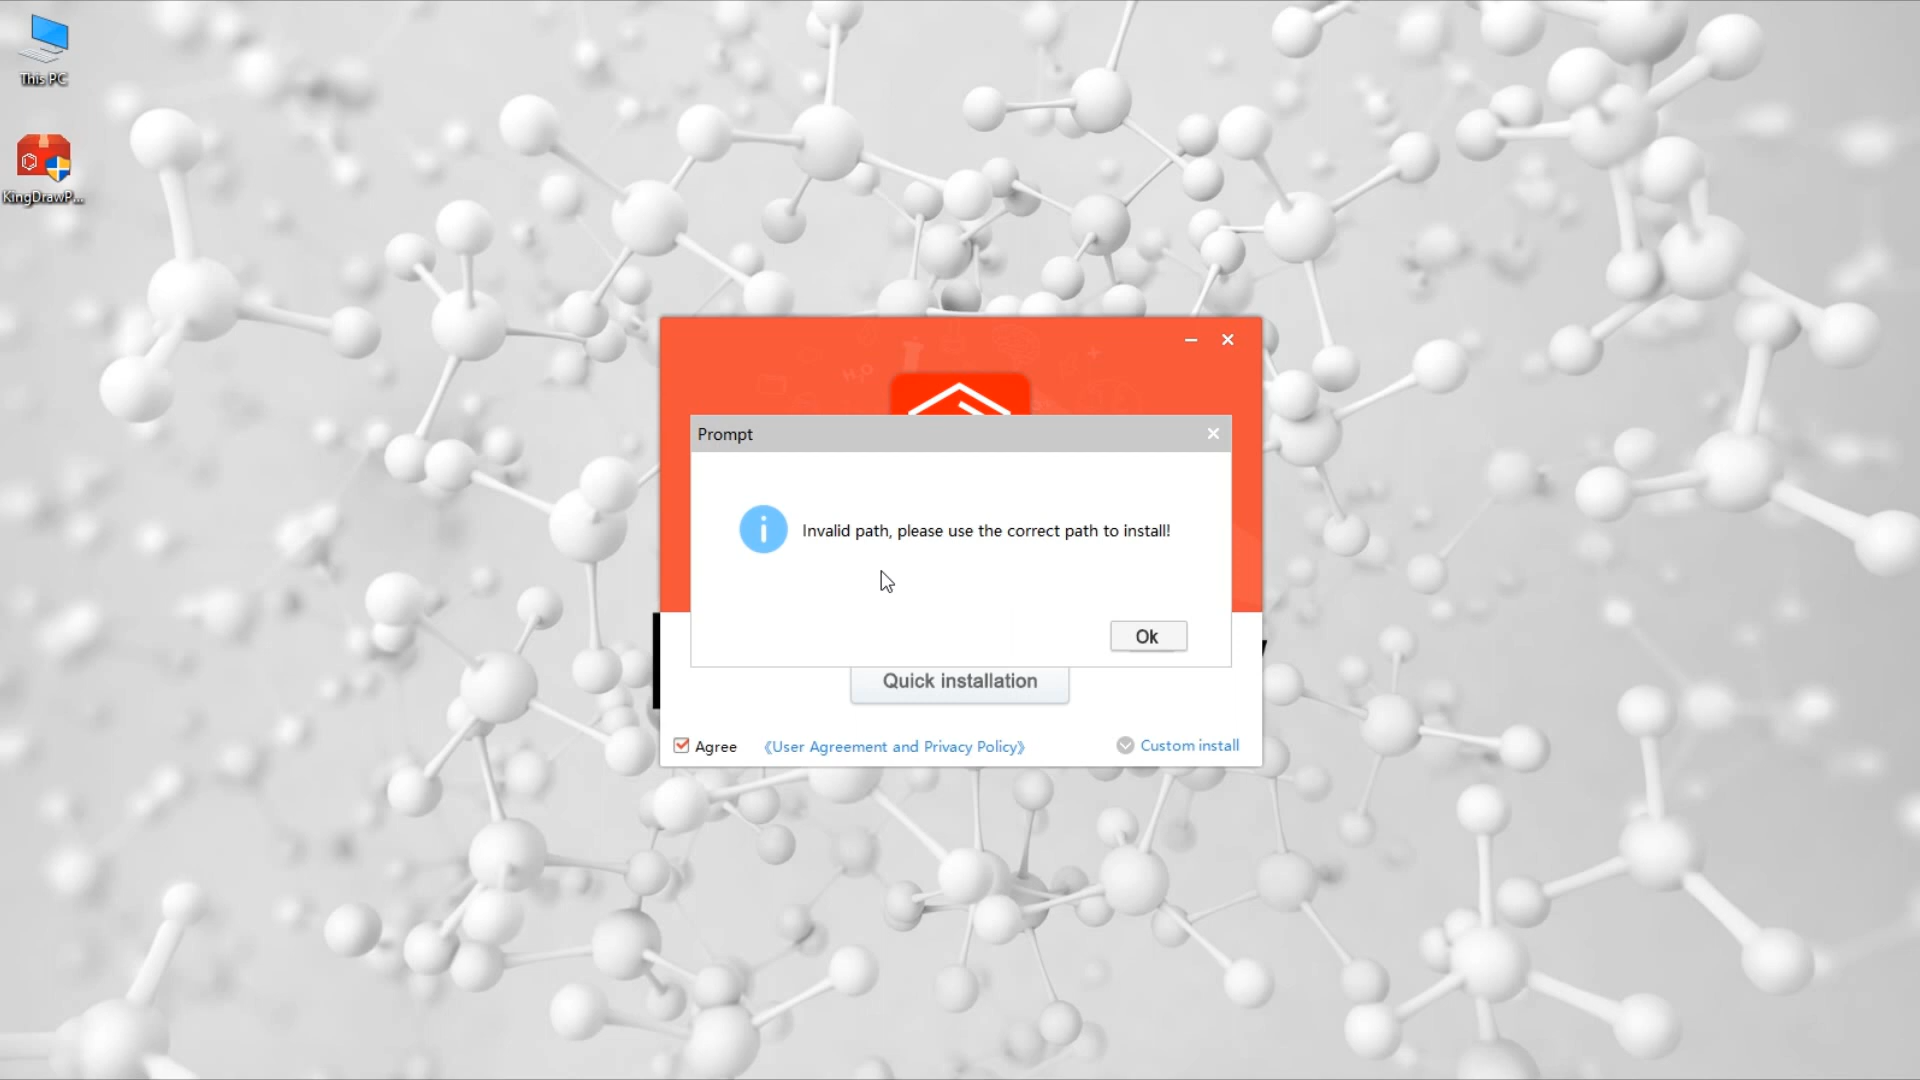 This PC
KingDrawP...
H₂O
Prompt
Invalid path, please use the correct path to install!
Ok
Quick installation
Agree 《User Agreement and Privacy Policy》 Custom install